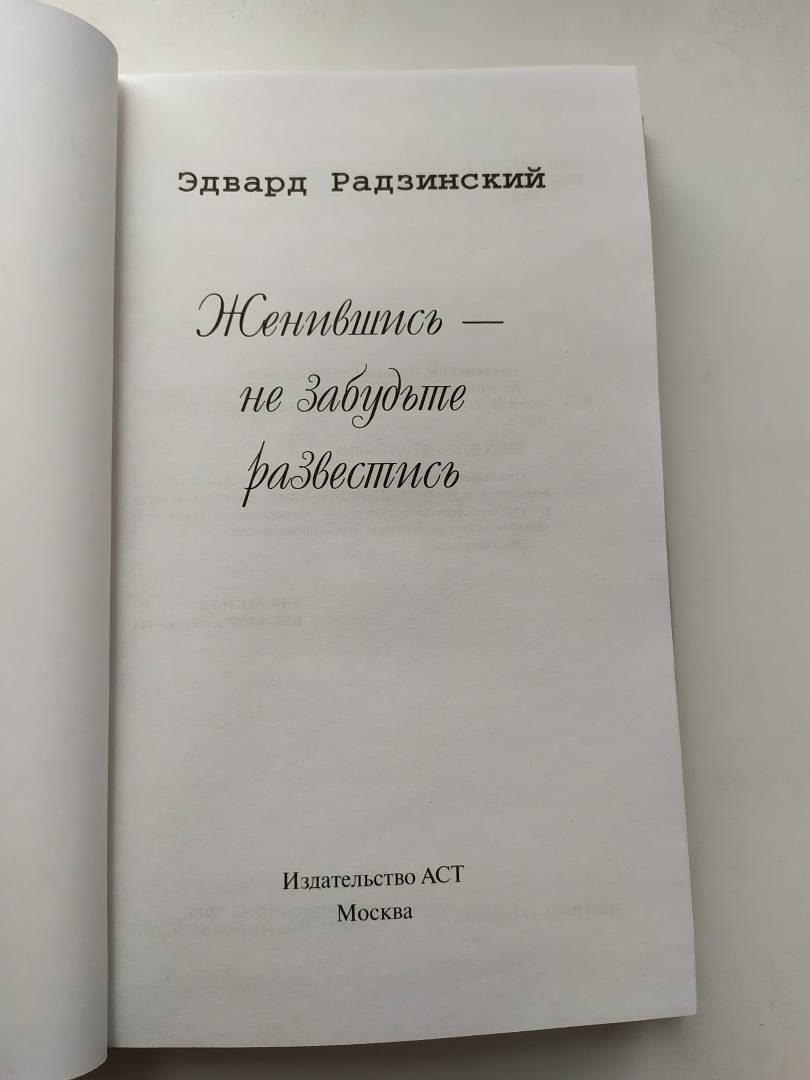 Эдвард Радзинский
Женившись —
не забудьте
развестись
Издательство АСТ
Москва